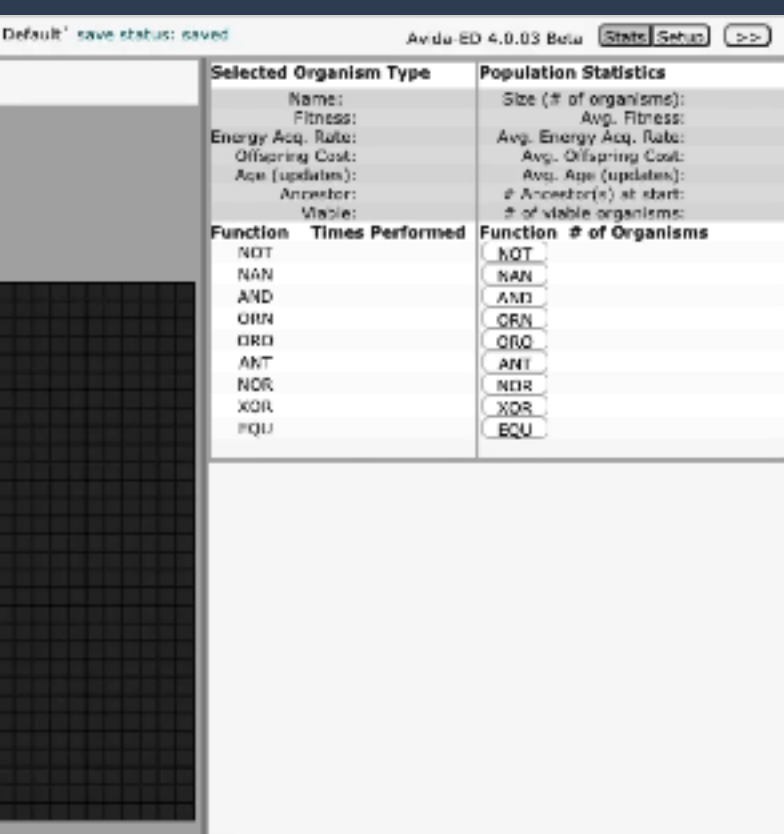 Default' save status: saved
Avida-ED 4.0.03 Beta Stats Setup >>
Selected Organism Type
Name:
Fitness:
Energy Acq. Rate:
Offspring Cost:
Age (updates):
Ancestor:
Viable:
Function Times Performed
NOT
NAN
AND
ORN
ORO
ANT
NOR
XOR
EQU
Population Statistics
Size (# of organisms):
Avg. Fitness:
Avg. Energy Acq. Rate:
Avg. Offspring Cost:
Avg. Age (updates):
# Ancestor(s) at start:
# of viable organisms:
Function # of Organisms
NOT
NAN
AND
ORN
ORO
ANT
NOR
XOR
EQU